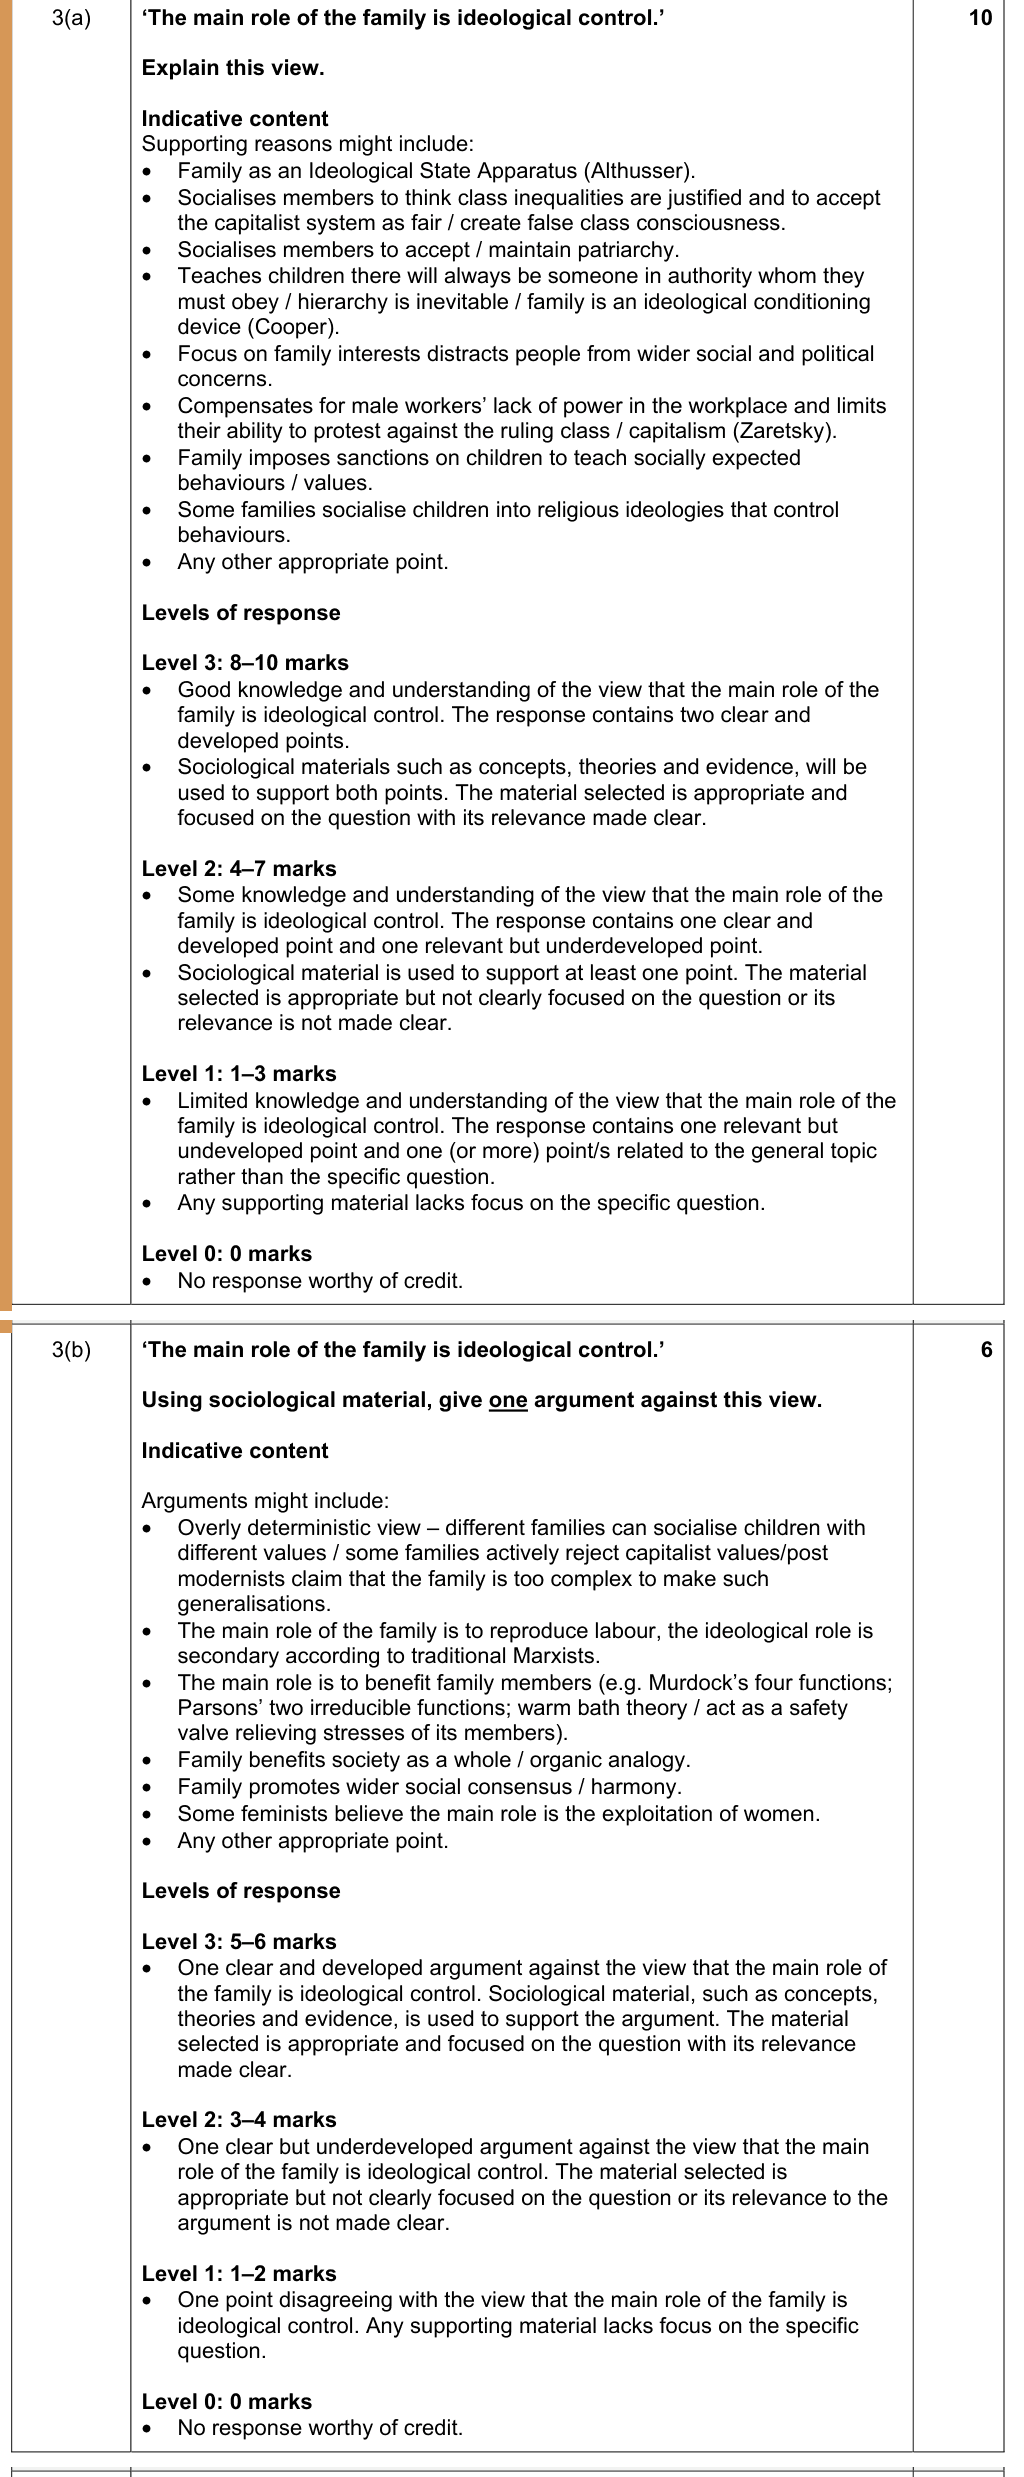 3(a) ‘The main role of the family is ideological control.’ 10
Explain this view.
Indicative content
Supporting reasons might include:
• Family as an Ideological State Apparatus (Althusser).
• Socialises members to think class inequalities are justified and to accept
the capitalist system as fair / create false class consciousness.
• Socialises members to accept / maintain patriarchy.
• Teaches children there will always be someone in authority whom they
must obey / hierarchy is inevitable / family is an ideological conditioning
device (Cooper).
• Focus on family interests distracts people from wider social and political
concerns.
• Compensates for male workers’ lack of power in the workplace and limits
their ability to protest against the ruling class / capitalism (Zaretsky).
• Family imposes sanctions on children to teach socially expected
behaviours / values.
• Some families socialise children into religious ideologies that control
behaviours.
• Any other appropriate point.
Levels of response
Level 3: 8–10 marks
• Good knowledge and understanding of the view that the main role of the
family is ideological control. The response contains two clear and
developed points.
• Sociological materials such as concepts, theories and evidence, will be
used to support both points. The material selected is appropriate and
focused on the question with its relevance made clear.
Level 2: 4–7 marks
• Some knowledge and understanding of the view that the main role of the
family is ideological control. The response contains one clear and
developed point and one relevant but underdeveloped point.
• Sociological material is used to support at least one point. The material
selected is appropriate but not clearly focused on the question or its
relevance is not made clear.
Level 1: 1–3 marks
• Limited knowledge and understanding of the view that the main role of the
family is ideological control. The response contains one relevant but
undeveloped point and one (or more) point/s related to the general topic
rather than the specific question.
• Any supporting material lacks focus on the specific question.
Level 0: 0 marks
• No response worthy of credit.
3(b) ‘The main role of the family is ideological control.’ 6
Using sociological material, give one argument against this view.
Indicative content
Arguments might include:
• Overly deterministic view – different families can socialise children with
different values / some families actively reject capitalist values/post
modernists claim that the family is too complex to make such
generalisations.
• The main role of the family is to reproduce labour, the ideological role is
secondary according to traditional Marxists.
• The main role is to benefit family members (e.g. Murdock’s four functions;
Parsons’ two irreducible functions; warm bath theory / act as a safety
valve relieving stresses of its members).
• Family benefits society as a whole / organic analogy.
• Family promotes wider social consensus / harmony.
• Some feminists believe the main role is the exploitation of women.
• Any other appropriate point.
Levels of response
Level 3: 5–6 marks
• One clear and developed argument against the view that the main role of
the family is ideological control. Sociological material, such as concepts,
theories and evidence, is used to support the argument. The material
selected is appropriate and focused on the question with its relevance
made clear.
Level 2: 3–4 marks
• One clear but underdeveloped argument against the view that the main
role of the family is ideological control. The material selected is
appropriate but not clearly focused on the question or its relevance to the
argument is not made clear.
Level 1: 1–2 marks
• One point disagreeing with the view that the main role of the family is
ideological control. Any supporting material lacks focus on the specific
question.
Level 0: 0 marks
• No response worthy of credit.